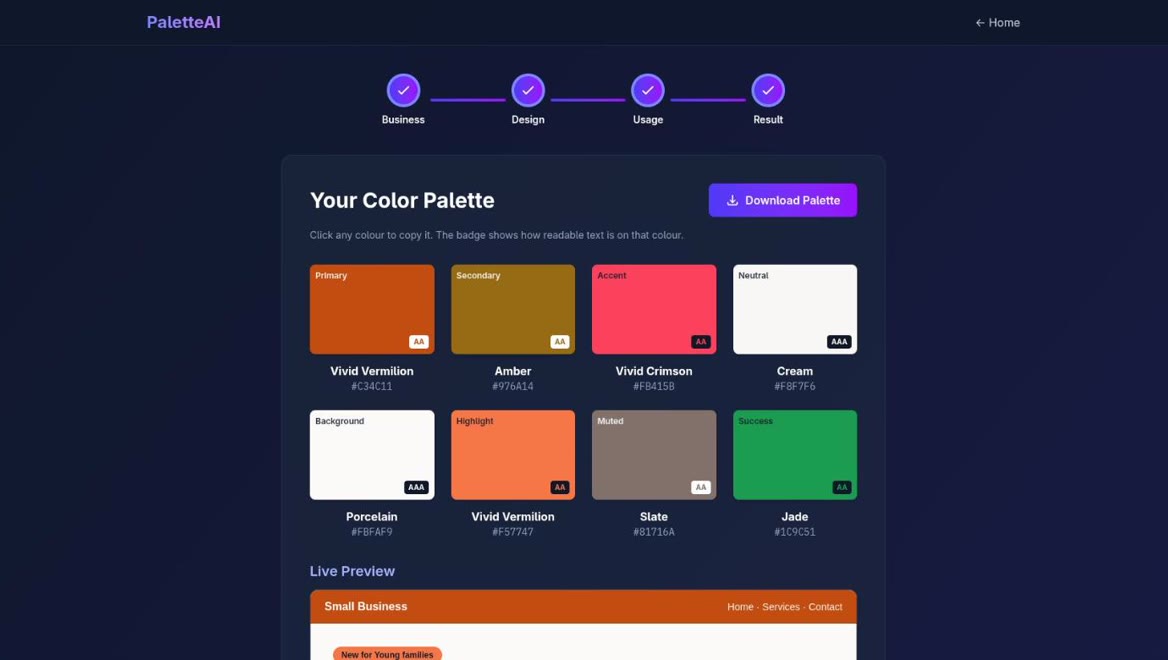 PaletteAI
← Home
Business
Design
Usage
Result
Your Color Palette
Download Palette
Click any colour to copy it. The badge shows how readable text is on that colour.
Primary
AA
Secondary
AA
Accent
AA
Neutral
AAA
Vivid Vermilion
Amber
Vivid Crimson
Cream
#C34C11
#976A14
#FB415B
#F8F7F6
Background
AAA
Highlight
AA
Muted
AA
Success
AA
Porcelain
Vivid Vermilion
Slate
Jade
#FBFAF9
#F57747
#81716A
#1C9C51
Live Preview
Small Business
Home · Services · Contact
New for Young families